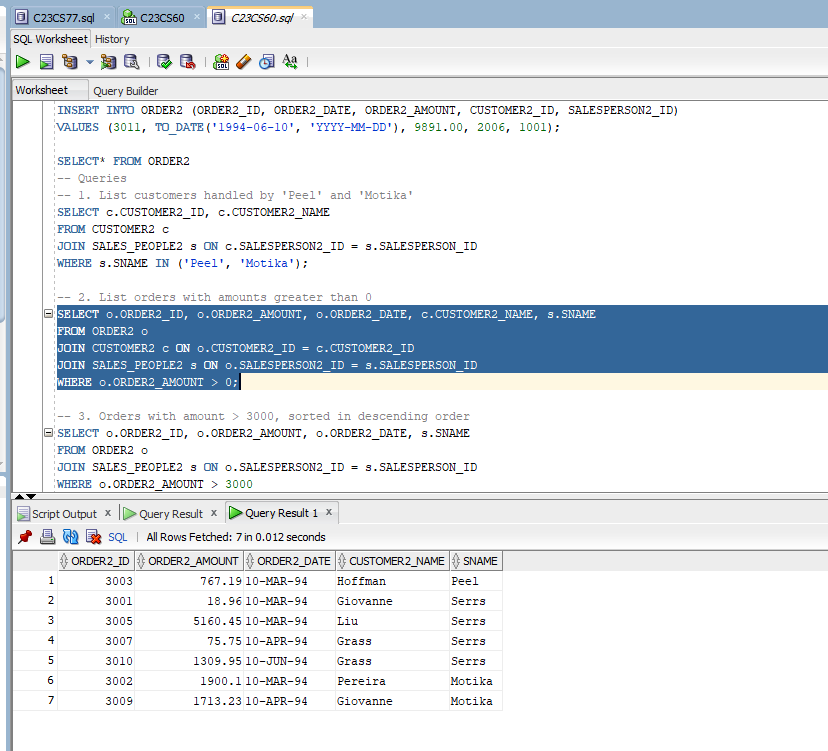 C23CS77.sql × C23CS60 × C23CS60.sql ×
SQL Worksheet History
Worksheet Query Builder
INSERT INTO ORDER2 (ORDER2_ID, ORDER2_DATE, ORDER2_AMOUNT, CUSTOMER2_ID, SALESPERSON2_ID)
VALUES (3011, TO_DATE('1994-06-10', 'YYYY-MM-DD'), 9891.00, 2006, 1001);
SELECT* FROM ORDER2
-- Queries
-- 1. List customers handled by 'Peel' and 'Motika'
SELECT c.CUSTOMER2_ID, c.CUSTOMER2_NAME
FROM CUSTOMER2 c
JOIN SALES_PEOPLE2 s ON c.SALESPERSON2_ID = s.SALESPERSON_ID
WHERE s.SNAME IN ('Peel', 'Motika');
-- 2. List orders with amounts greater than 0
SELECT o.ORDER2_ID, o.ORDER2_AMOUNT, o.ORDER2_DATE, c.CUSTOMER2_NAME, s.SNAME
FROM ORDER2 o
JOIN CUSTOMER2 c ON o.CUSTOMER2_ID = c.CUSTOMER2_ID
JOIN SALES_PEOPLE2 s ON o.SALESPERSON2_ID = s.SALESPERSON_ID
WHERE o.ORDER2_AMOUNT > 0;
-- 3. Orders with amount > 3000, sorted in descending order
SELECT o.ORDER2_ID, o.ORDER2_AMOUNT, o.ORDER2_DATE, s.SNAME
FROM ORDER2 o
JOIN SALES_PEOPLE2 s ON o.SALESPERSON2_ID = s.SALESPERSON_ID
WHERE o.ORDER2_AMOUNT > 3000
Script Output × Query Result × Query Result 1 ×
SQL All Rows Fetched: 7 in 0.012 seconds
ORDER2_ID ORDER2_AMOUNT ORDER2_DATE CUSTOMER2_NAME SNAME
1 3003 767.19 10-MAR-94 Hoffman Peel
2 3001 18.96 10-MAR-94 Giovanne Serrs
3 3005 5160.45 10-MAR-94 Liu Serrs
4 3007 75.75 10-APR-94 Grass Serrs
5 3010 1309.95 10-JUN-94 Grass Serrs
6 3002 1900.1 10-MAR-94 Pereira Motika
7 3009 1713.23 10-APR-94 Giovanne Motika